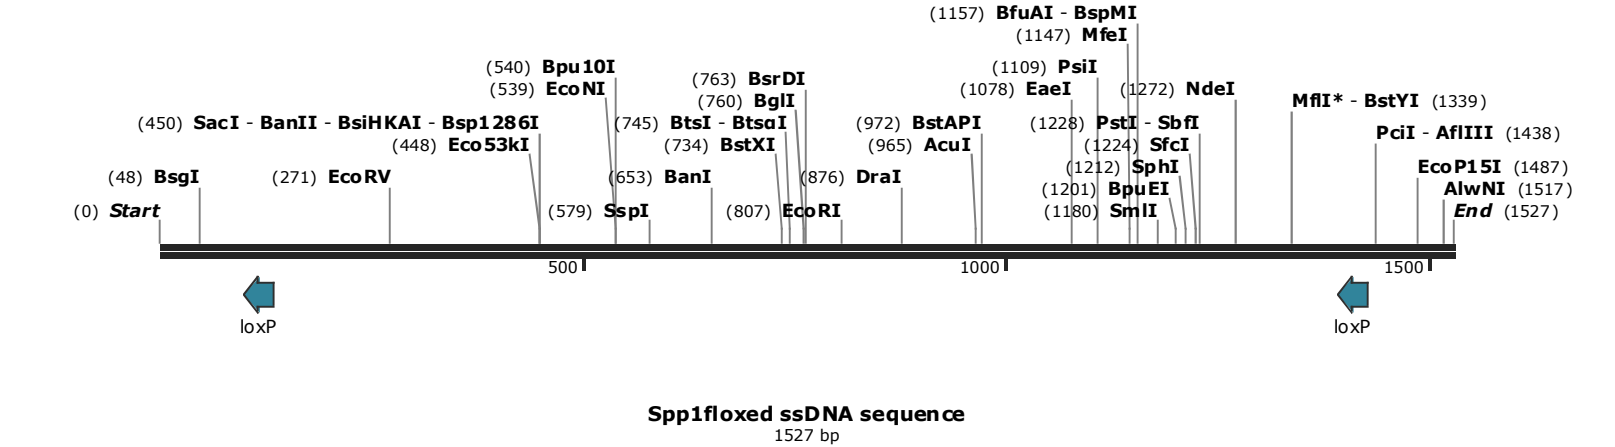 (1157) BfuAI - BspMI
(1147) MfeI
(540) Bpu10I
(1109) PsiI
(763) BsrDI
(539) EcoNI
(1078) EaeI
(1272) NdeI
(760) BglI
MflI* - BstYI (1339)
(450) SacI - BanII - BsiHKAI - Bsp1286I
(745) BtsI - BtsαI
(972) BstAPI
(1228) PstI - SbfI
PciI - AflIII (1438)
(448) Eco53kI
(734) BstXI
(965) AcuI
(1224) SfcI
(1212) SphI
EcoP15I (1487)
(48) BsgI
(271) EcoRV
(653) BanI
(876) DraI
(1201) BpuEI
AlwNI (1517)
(0) Start
(579) SspI
(807) EcoRI
(1180) SmlI
End (1527)
500
1000
1500
loxP
loxP
Spp1floxed ssDNA sequence
1527 bp